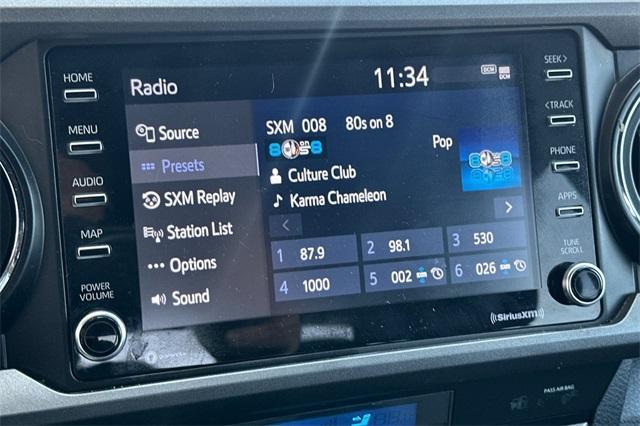 HOME
MENU
AUDIO
MAP
POWER
VOLUME
Radio
11:34
DCM
DCM
Source
Presets
SXM Replay
Station List
Options
Sound
SXM 008 80s on 8
Pop
Culture Club
Karma Chameleon
1 87.9
2 98.1
3 530
4 1000
5 002
6 026
SEEK>
<TRACK
PHONE
APPS
TUNE
SCROLL
SiriusXM
PASS AIR BAG